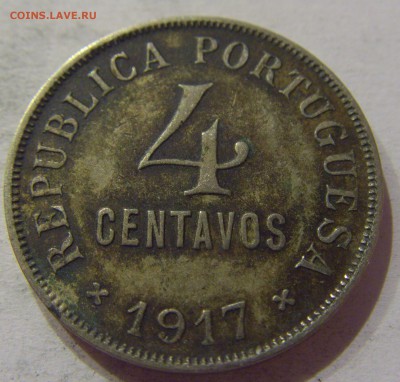 COINS.LAVE.RU
REPUBLICA PORTUGUESA
4
CENTAVOS
1917